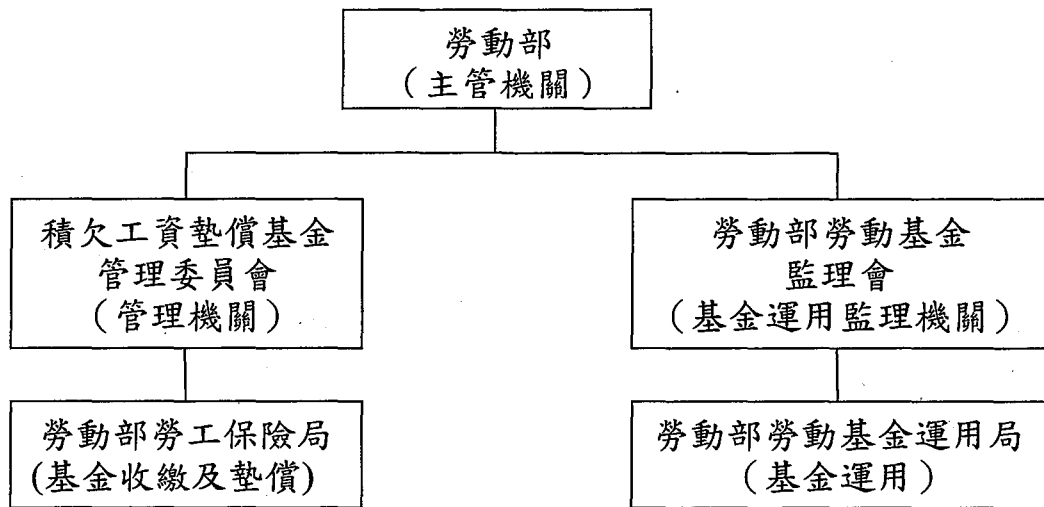 勞動部
(主管機關)
積欠工資墊償基金
管理委員會
(管理機關)
勞動部勞動基金
監理會
(基金運用監理機關)
勞動部勞工保險局
(基金收繳及墊償)
勞動部勞動基金運用局
(基金運用)